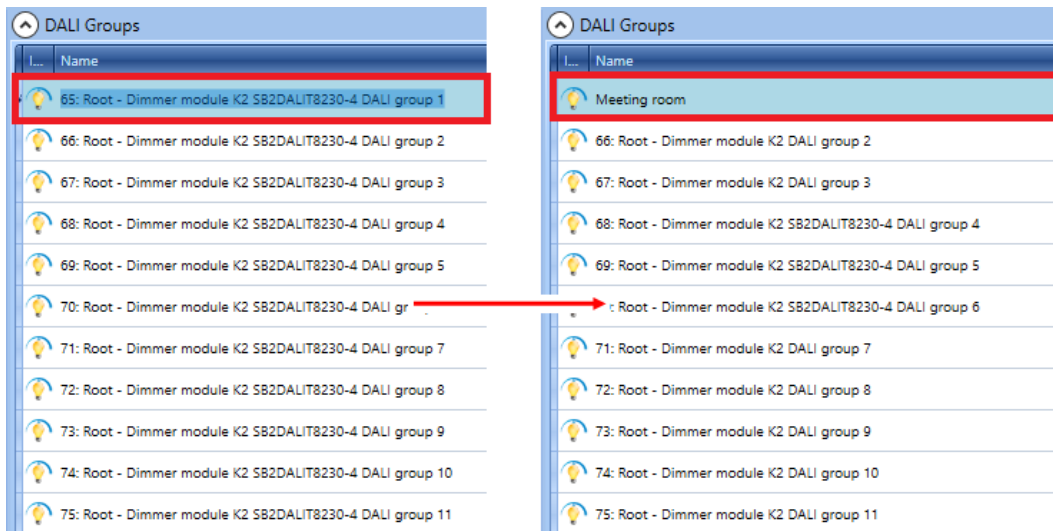 DALI Groups
I... Name
65: Root - Dimmer module K2 SB2DALIT8230-4 DALI group 1
66: Root - Dimmer module K2 SB2DALIT8230-4 DALI group 2
67: Root - Dimmer module K2 SB2DALIT8230-4 DALI group 3
68: Root - Dimmer module K2 SB2DALIT8230-4 DALI group 4
69: Root - Dimmer module K2 SB2DALIT8230-4 DALI group 5
70: Root - Dimmer module K2 SB2DALIT8230-4 DALI gr
71: Root - Dimmer module K2 SB2DALIT8230-4 DALI group 7
72: Root - Dimmer module K2 SB2DALIT8230-4 DALI group 8
73: Root - Dimmer module K2 SB2DALIT8230-4 DALI group 9
74: Root - Dimmer module K2 SB2DALIT8230-4 DALI group 10
75: Root - Dimmer module K2 SB2DALIT8230-4 DALI group 11
DALI Groups
I... Name
Meeting room
66: Root - Dimmer module K2 DALI group 2
67: Root - Dimmer module K2 DALI group 3
68: Root - Dimmer module K2 SB2DALIT8230-4 DALI group 4
69: Root - Dimmer module K2 SB2DALIT8230-4 DALI group 5
: Root - Dimmer module K2 SB2DALIT8230-4 DALI group 6
71: Root - Dimmer module K2 DALI group 7
72: Root - Dimmer module K2 DALI group 8
73: Root - Dimmer module K2 DALI group 9
74: Root - Dimmer module K2 DALI group 10
75: Root - Dimmer module K2 DALI group 11